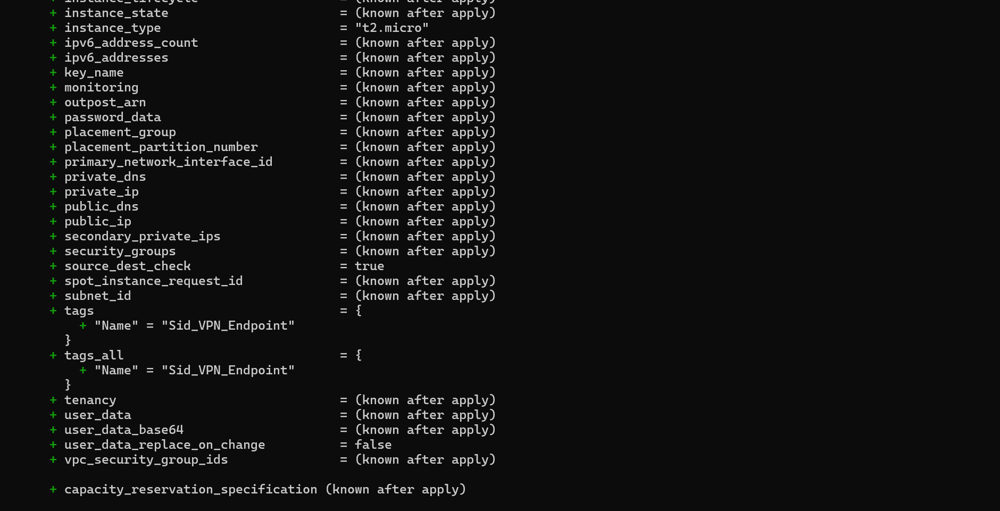 + instance_lifecycle = (known after apply)
+ instance_state = (known after apply)
+ instance_type = "t2.micro"
+ ipv6_address_count = (known after apply)
+ ipv6_addresses = (known after apply)
+ key_name = (known after apply)
+ monitoring = (known after apply)
+ outpost_arn = (known after apply)
+ password_data = (known after apply)
+ placement_group = (known after apply)
+ placement_partition_number = (known after apply)
+ primary_network_interface_id = (known after apply)
+ private_dns = (known after apply)
+ private_ip = (known after apply)
+ public_dns = (known after apply)
+ public_ip = (known after apply)
+ secondary_private_ips = (known after apply)
+ security_groups = (known after apply)
+ source_dest_check = true
+ spot_instance_request_id = (known after apply)
+ subnet_id = (known after apply)
+ tags = {
+ "Name" = "Sid_VPN_Endpoint"
}
+ tags_all = {
+ "Name" = "Sid_VPN_Endpoint"
}
+ tenancy = (known after apply)
+ user_data = (known after apply)
+ user_data_base64 = (known after apply)
+ user_data_replace_on_change = false
+ vpc_security_group_ids = (known after apply)
+ capacity_reservation_specification (known after apply)